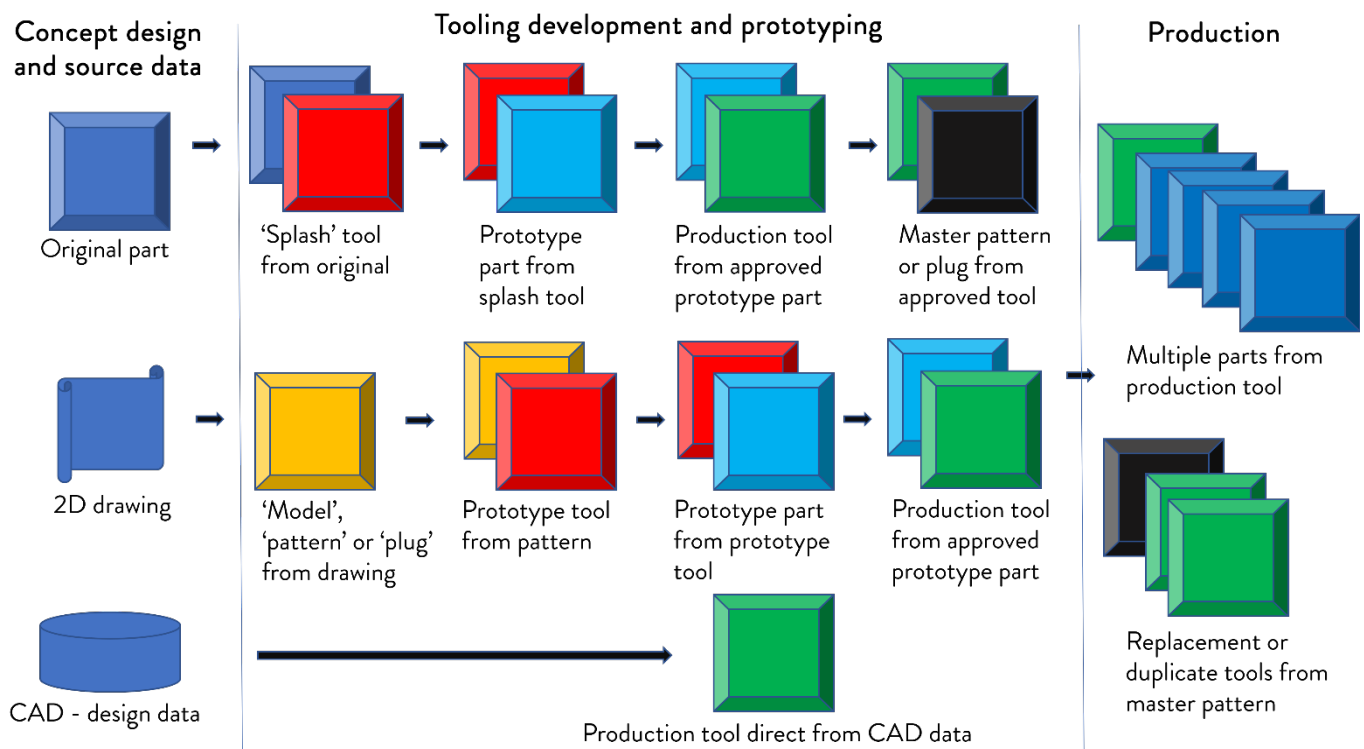 Concept design
and source data
Tooling development and prototyping
Production
Original part
‘Splash’ tool
from original
Prototype
part from
splash tool
Production tool
from approved
prototype part
Master pattern
or plug from
approved tool
Multiple parts from
production tool
2D drawing
‘Model’,
‘pattern’ or ‘plug’
from drawing
Prototype tool
from pattern
Prototype part
from prototype
tool
Production tool
from approved
prototype part
Replacement or
duplicate tools from
master pattern
CAD - design data
Production tool direct from CAD data